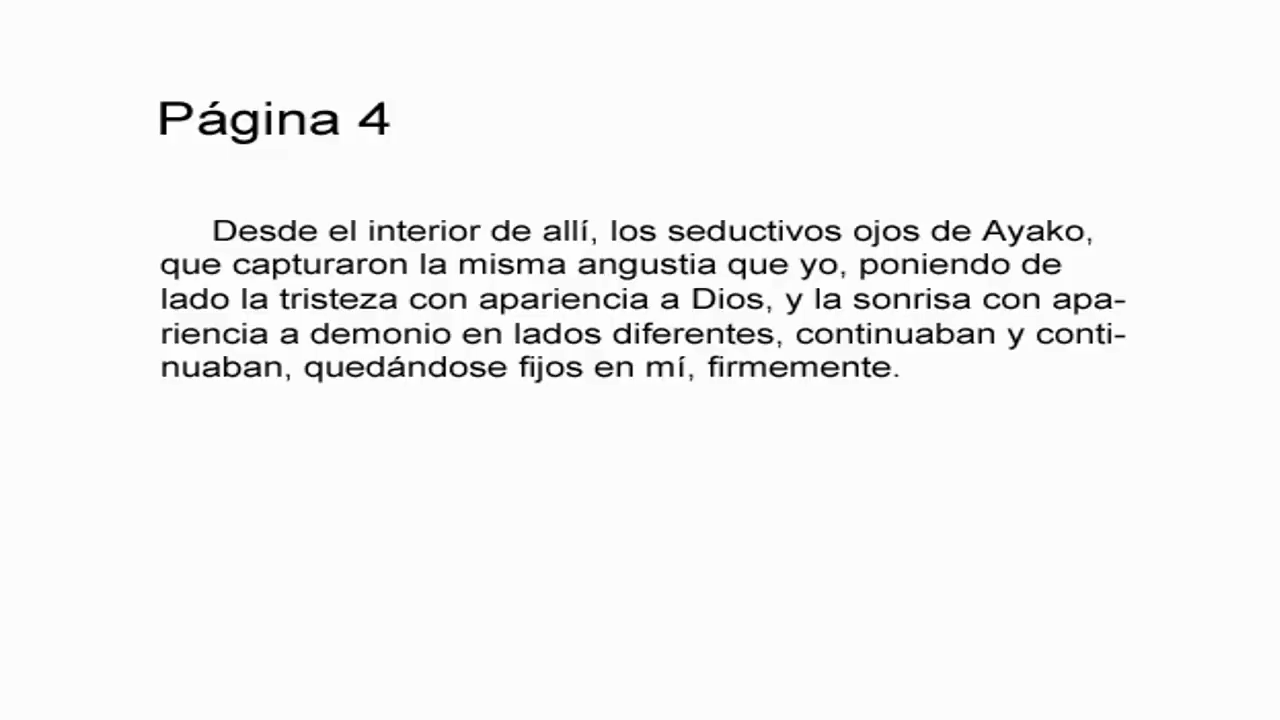 Página 4
Desde el interior de allí, los seductivos ojos de Ayako,
que capturaron la misma angustia que yo, poniendo de
lado la tristeza con apariencia a Dios, y la sonrisa con apa-
riencia a demonio en lados diferentes, continuaban y conti-
nuaban, quedándose fijos en mí, firmemente.